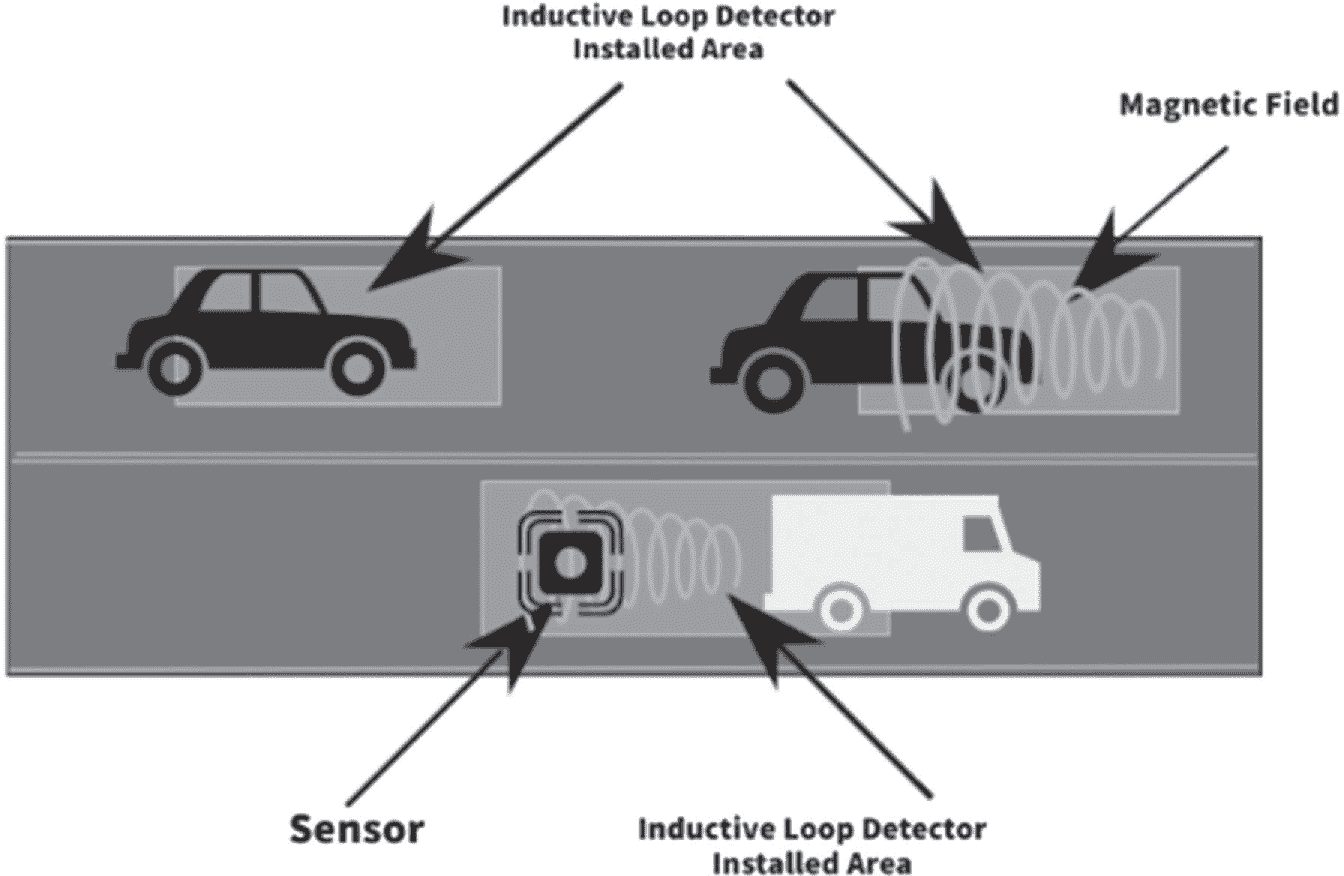 Inductive Loop Detector
Installed Area
Magnetic Field
Sensor
Inductive Loop Detector
Installed Area